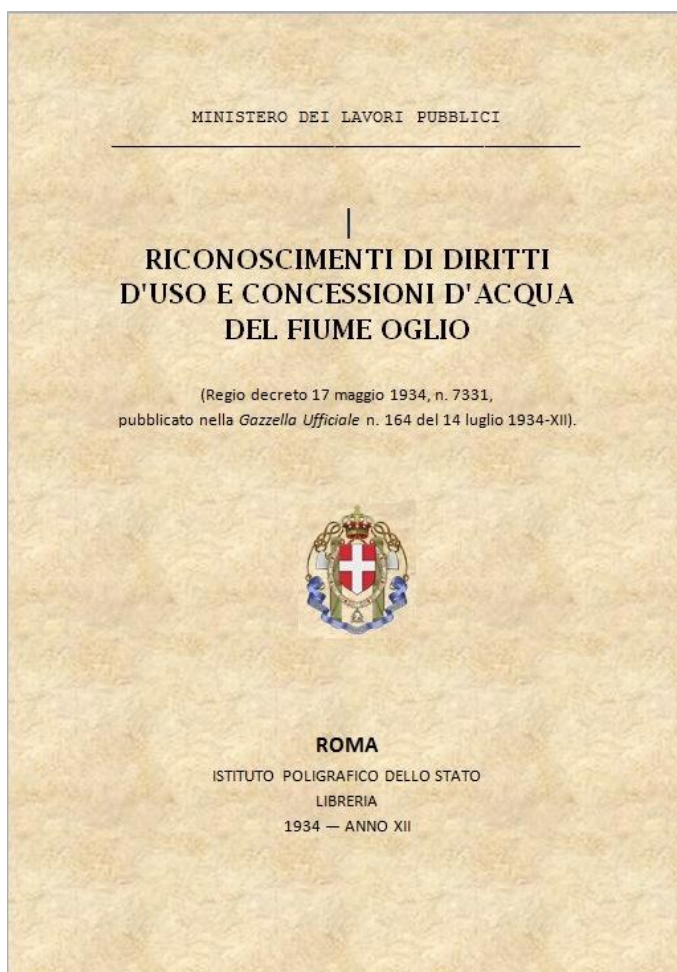 MINISTERO DEI LAVORI PUBBLICI
RICONOSCIMENTI DI DIRITTI
D'USO E CONCESSIONI D'ACQUA
DEL FIUME OGLIO
(Regio decreto 17 maggio 1934, n. 7331,
pubblicato nella Gazzella Ufficiale n. 164 del 14 luglio 1934-XII).
ROMA
ISTITUTO POLIGRAFICO DELLO STATO
LIBRERIA
1934 — ANNO XII